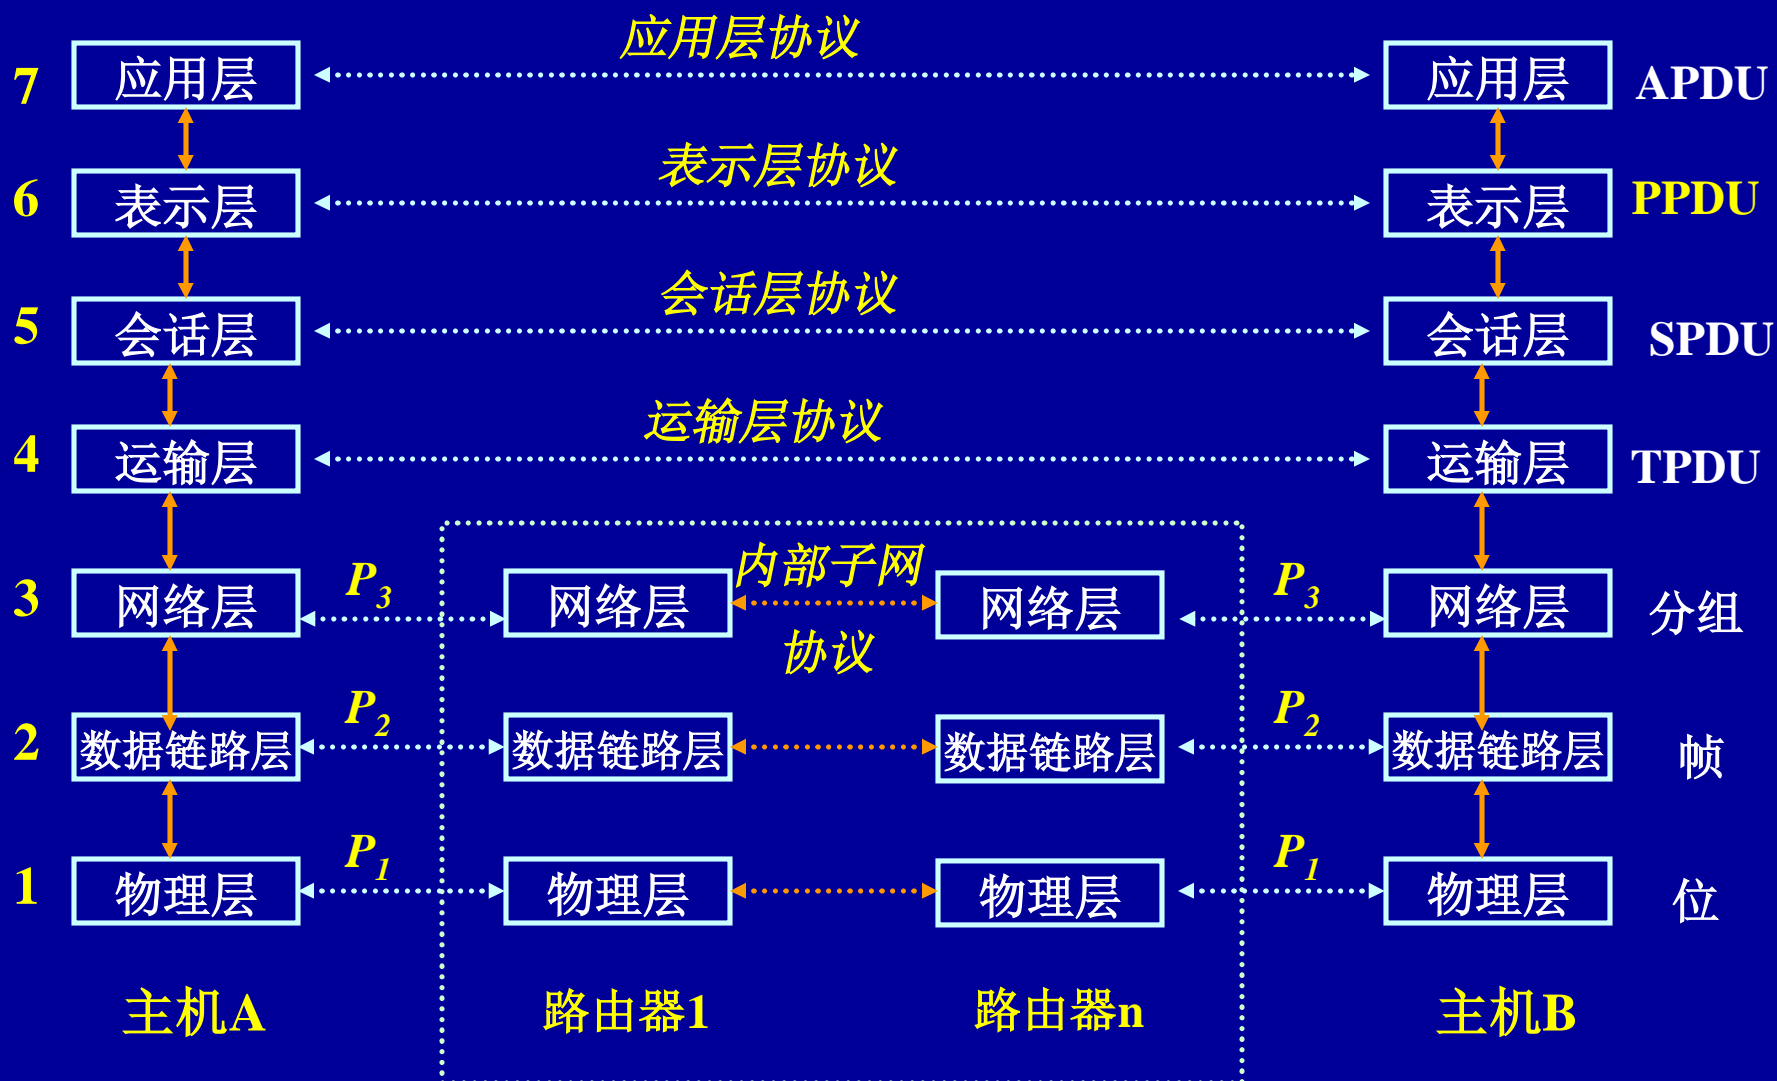 应用层协议
7 应用层 应用层 APDU
表示层协议
6 表示层 表示层 PPDU
会话层协议
5 会话层 会话层 SPDU
运输层协议
4 运输层 运输层 TPDU
内部子网
P3 P3
3 网络层 网络层 网络层 网络层 分组
协议
P2 P2
2 数据链路层 数据链路层 数据链路层 数据链路层 帧
P1 P1
1 物理层 物理层 物理层 物理层 位
主机A 路由器1 路由器n 主机B